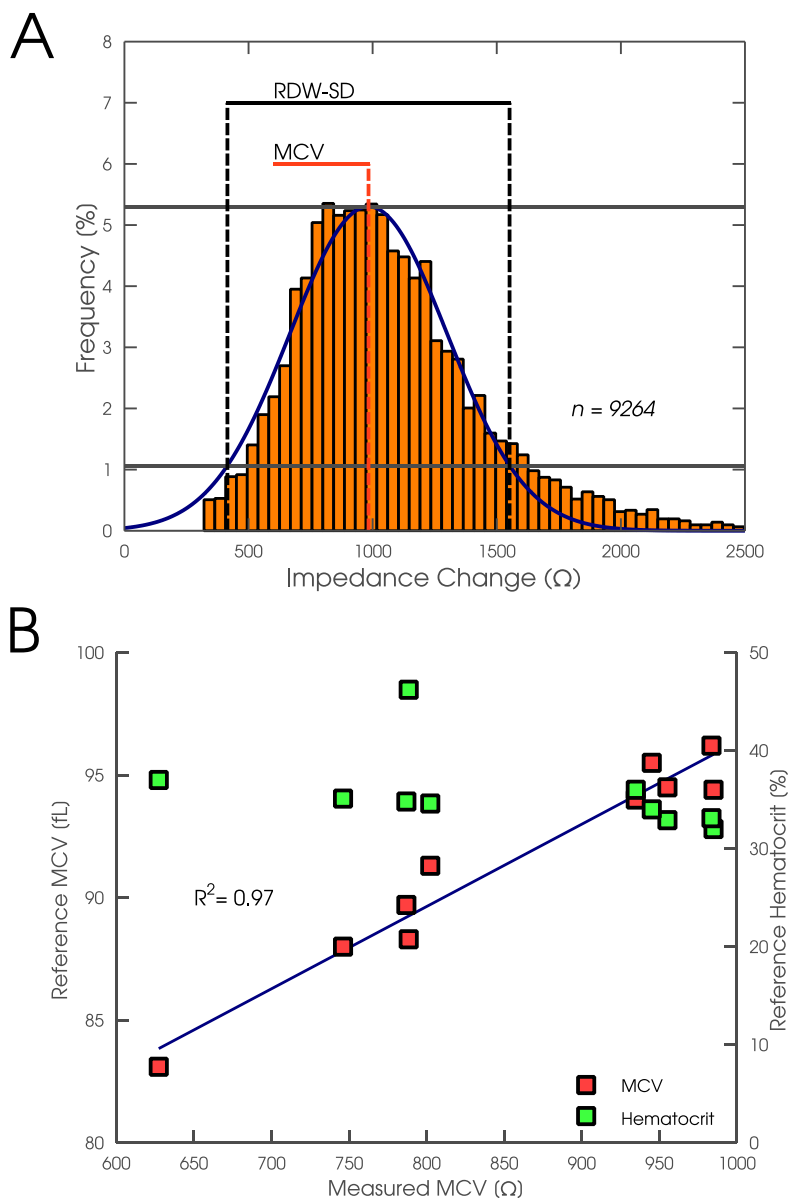 A
8
7
6
5
4
3
2
1
0
Frequency (%)
RDW-SD
MCV
n = 9264
0 500 1000 1500 2000 2500
Impedance Change (Ω)
B
100
95
90
85
80
Reference MCV (fL)
50
40
30
20
10
0
Reference Hematocrit (%)
R²= 0.97
MCV
Hematocrit
600 650 700 750 800 850 900 950 1000
Measured MCV (Ω)